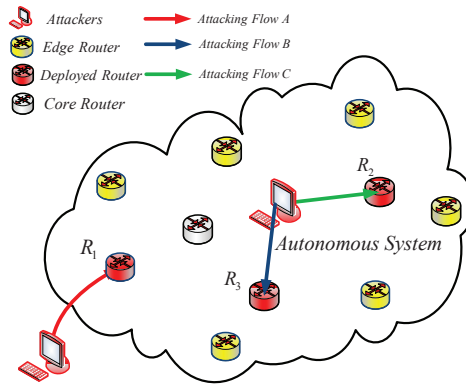 Attackers
Attacking Flow A
Edge Router
Attacking Flow B
Deployed Router
Attacking Flow C
Core Router
R2
R1
Autonomous System
R3